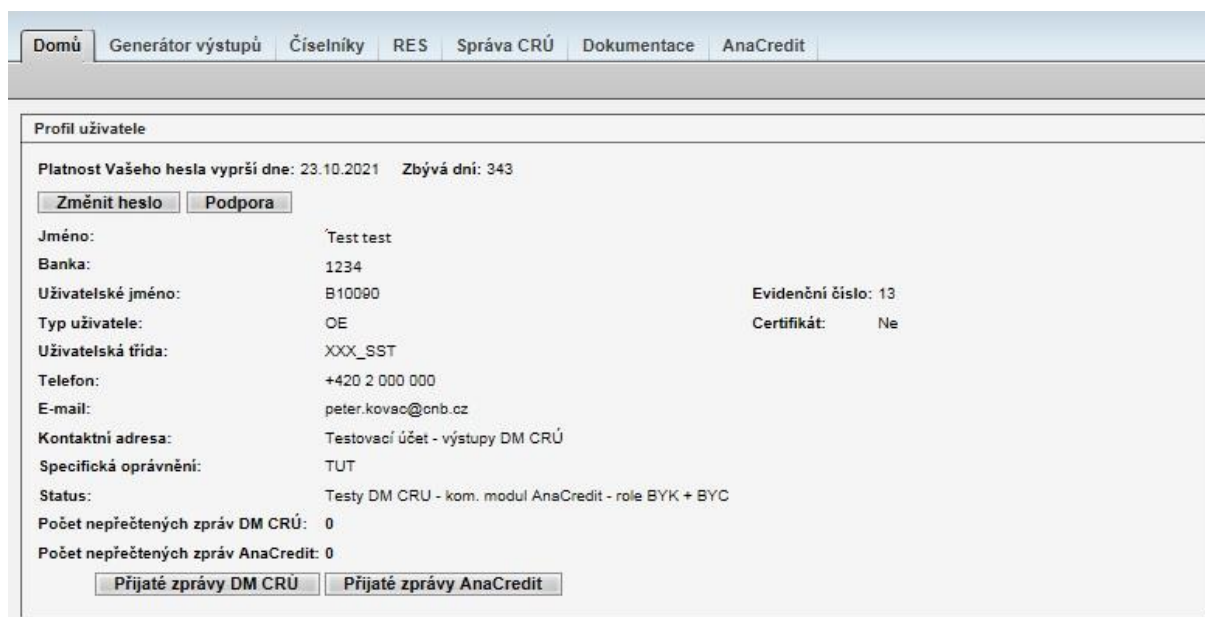 Domů Generátor výstupů Číselníky RES Správa CRÚ Dokumentace AnaCredit
Profil uživatele
Platnost Vašeho hesla vyprší dne: 23.10.2021 Zbývá dní: 343
Změnit heslo Podpora
Jméno: Test test
Banka: 1234
Uživatelské jméno: B10090 Evidenční číslo: 13
Typ uživatele: OE Certifikát: Ne
Uživatelská třída: XXX_SST
Telefon: +420 2 000 000
E-mail: peter.kovac@cnb.cz
Kontaktní adresa: Testovací účet - výstupy DM CRÚ
Specifická oprávnění: TUT
Status: Testy DM CRU - kom. modul AnaCredit - role BYK + BYC
Počet nepřečtených zpráv DM CRÚ: 0
Počet nepřečtených zpráv AnaCredit: 0
Přijaté zprávy DM CRÚ Přijaté zprávy AnaCredit